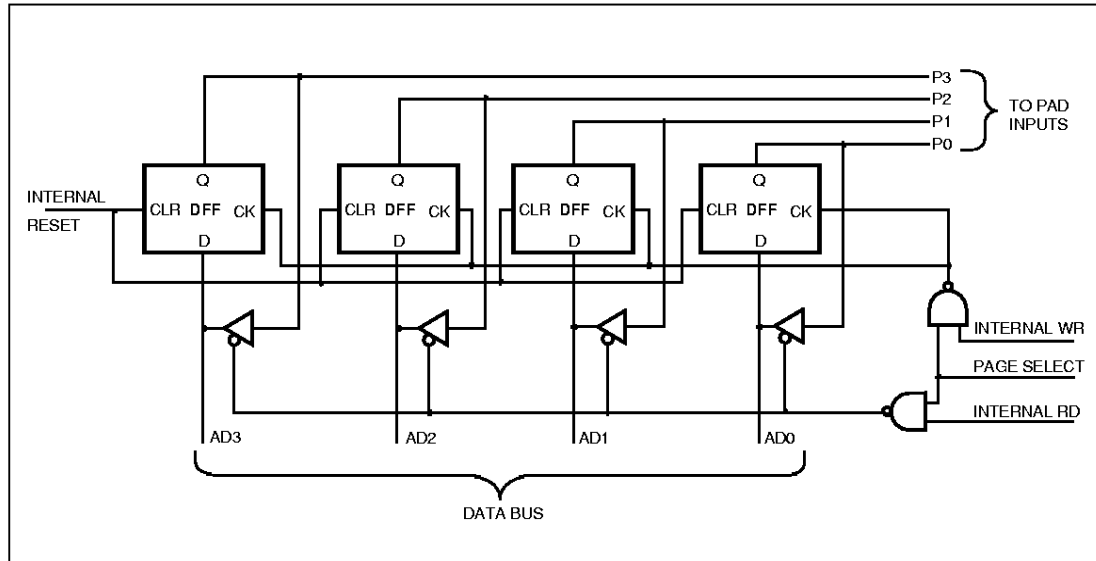 P3
P2
P1
P0
TO PAD
INPUTS
INTERNAL
RESET
Q
CLR DFF CK
D
Q
CLR DFF CK
D
Q
CLR DFF CK
D
Q
CLR DFF CK
D
INTERNAL WR
PAGE SELECT
INTERNAL RD
AD3
AD2
AD1
AD0
DATA BUS